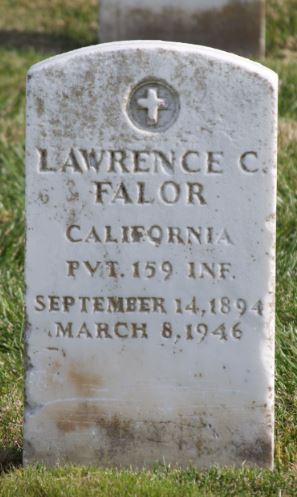 LAWRENCE C.
FALOR
CALIFORNIA
PVT. 159 INF.
SEPTEMBER 14, 1894
MARCH 8, 1946